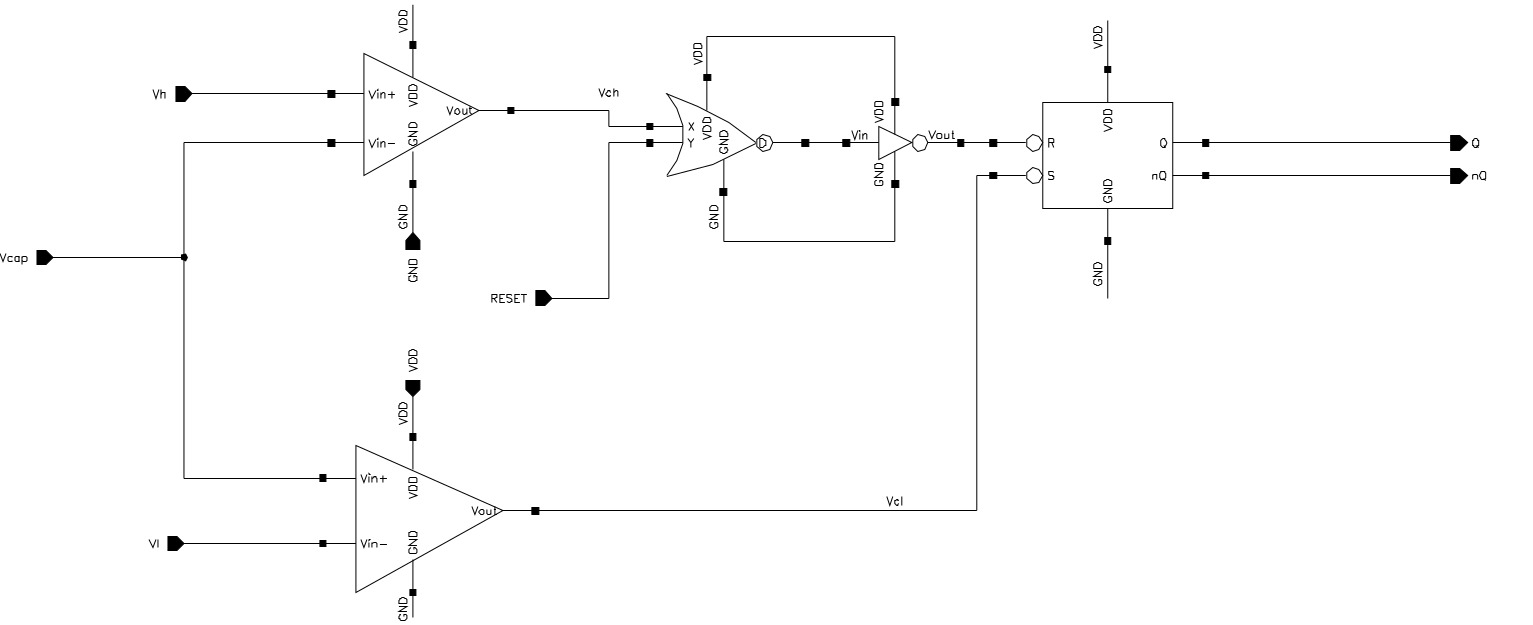 VDD
Vh
Vin+
VDD
Vout
GND
Vin-
GND
GND
Vch
VDD
X
Y
VDD
GND
D
GND
Vin
VDD
GND
Vout
VDD
VDD
R
S
Q
nQ
GND
GND
Q
nQ
Vcap
RESET
VDD
VDD
Vin+
VDD
Vout
GND
Vin-
Vl
GND
Vcl